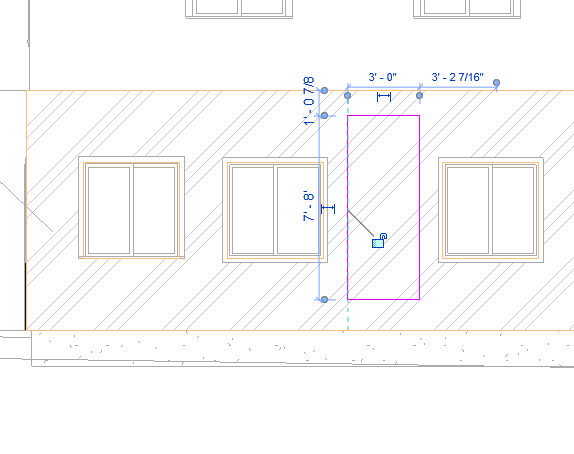 3' - 0"
3' - 2 7/16"
1' - 0 7/8
7' - 8'